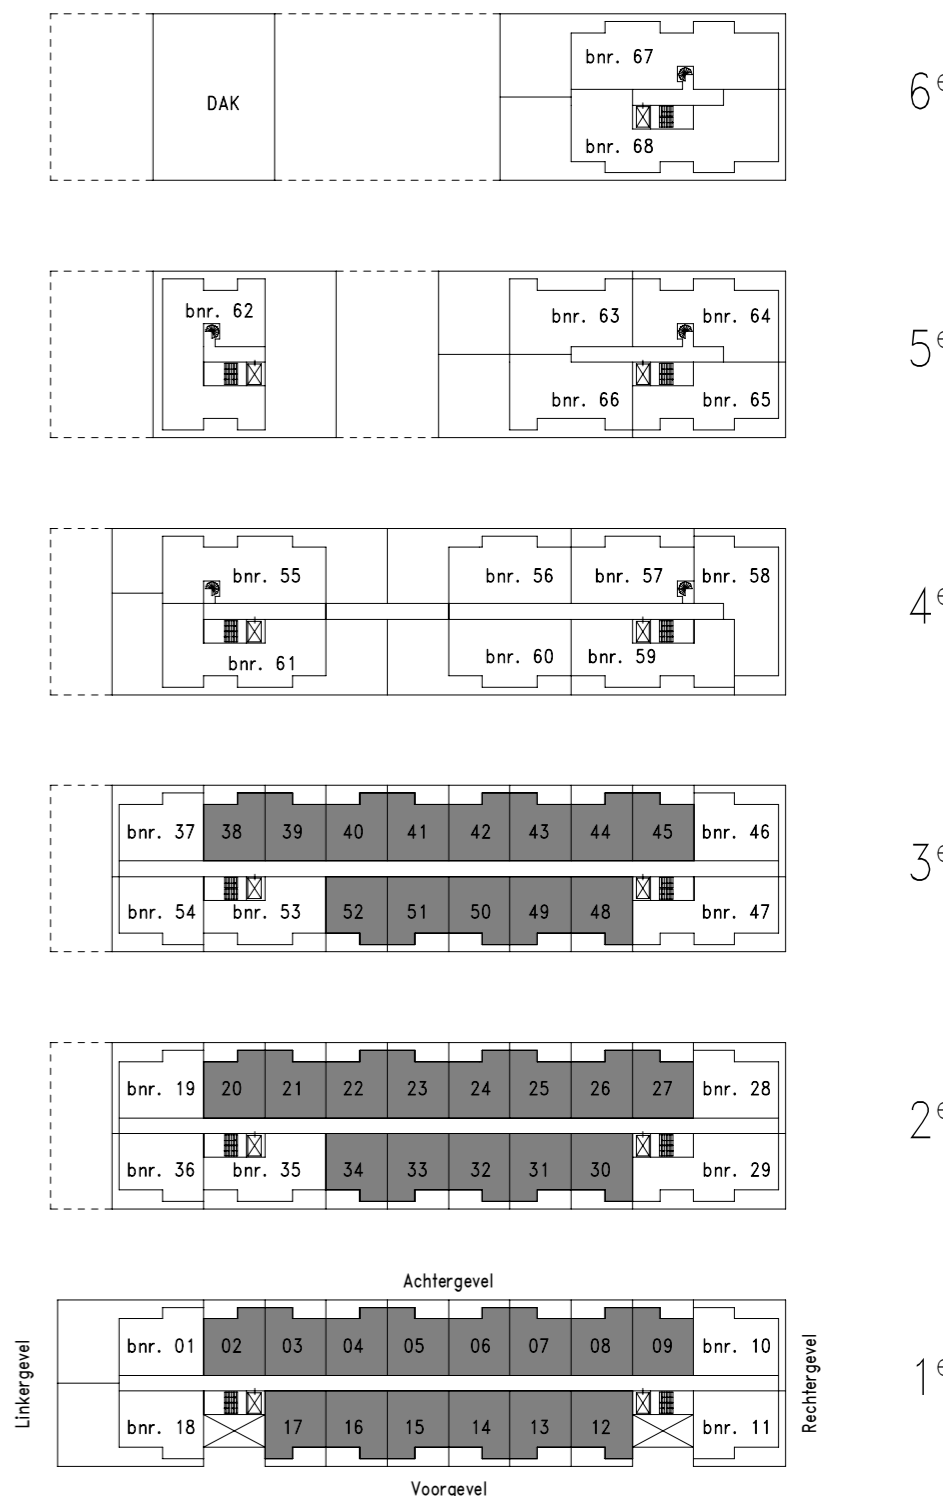 bnr. 67
6e
DAK
bnr. 68
bnr. 62
bnr. 63
bnr. 64
5e
bnr. 66
bnr. 65
bnr. 55
bnr. 56
bnr. 57
bnr. 58
4e
bnr. 61
bnr. 60
bnr. 59
bnr. 37
38
39
40
41
42
43
44
45
bnr. 46
3e
bnr. 54
bnr. 53
52
51
50
49
48
bnr. 47
bnr. 19
20
21
22
23
24
25
26
27
bnr. 28
2e
bnr. 36
bnr. 35
34
33
32
31
30
bnr. 29
Achtergevel
Linkergevel
bnr. 01
02
03
04
05
06
07
08
09
bnr. 10
Rechtergevel
1e
bnr. 18
17
16
15
14
13
12
bnr. 11
Voorgevel